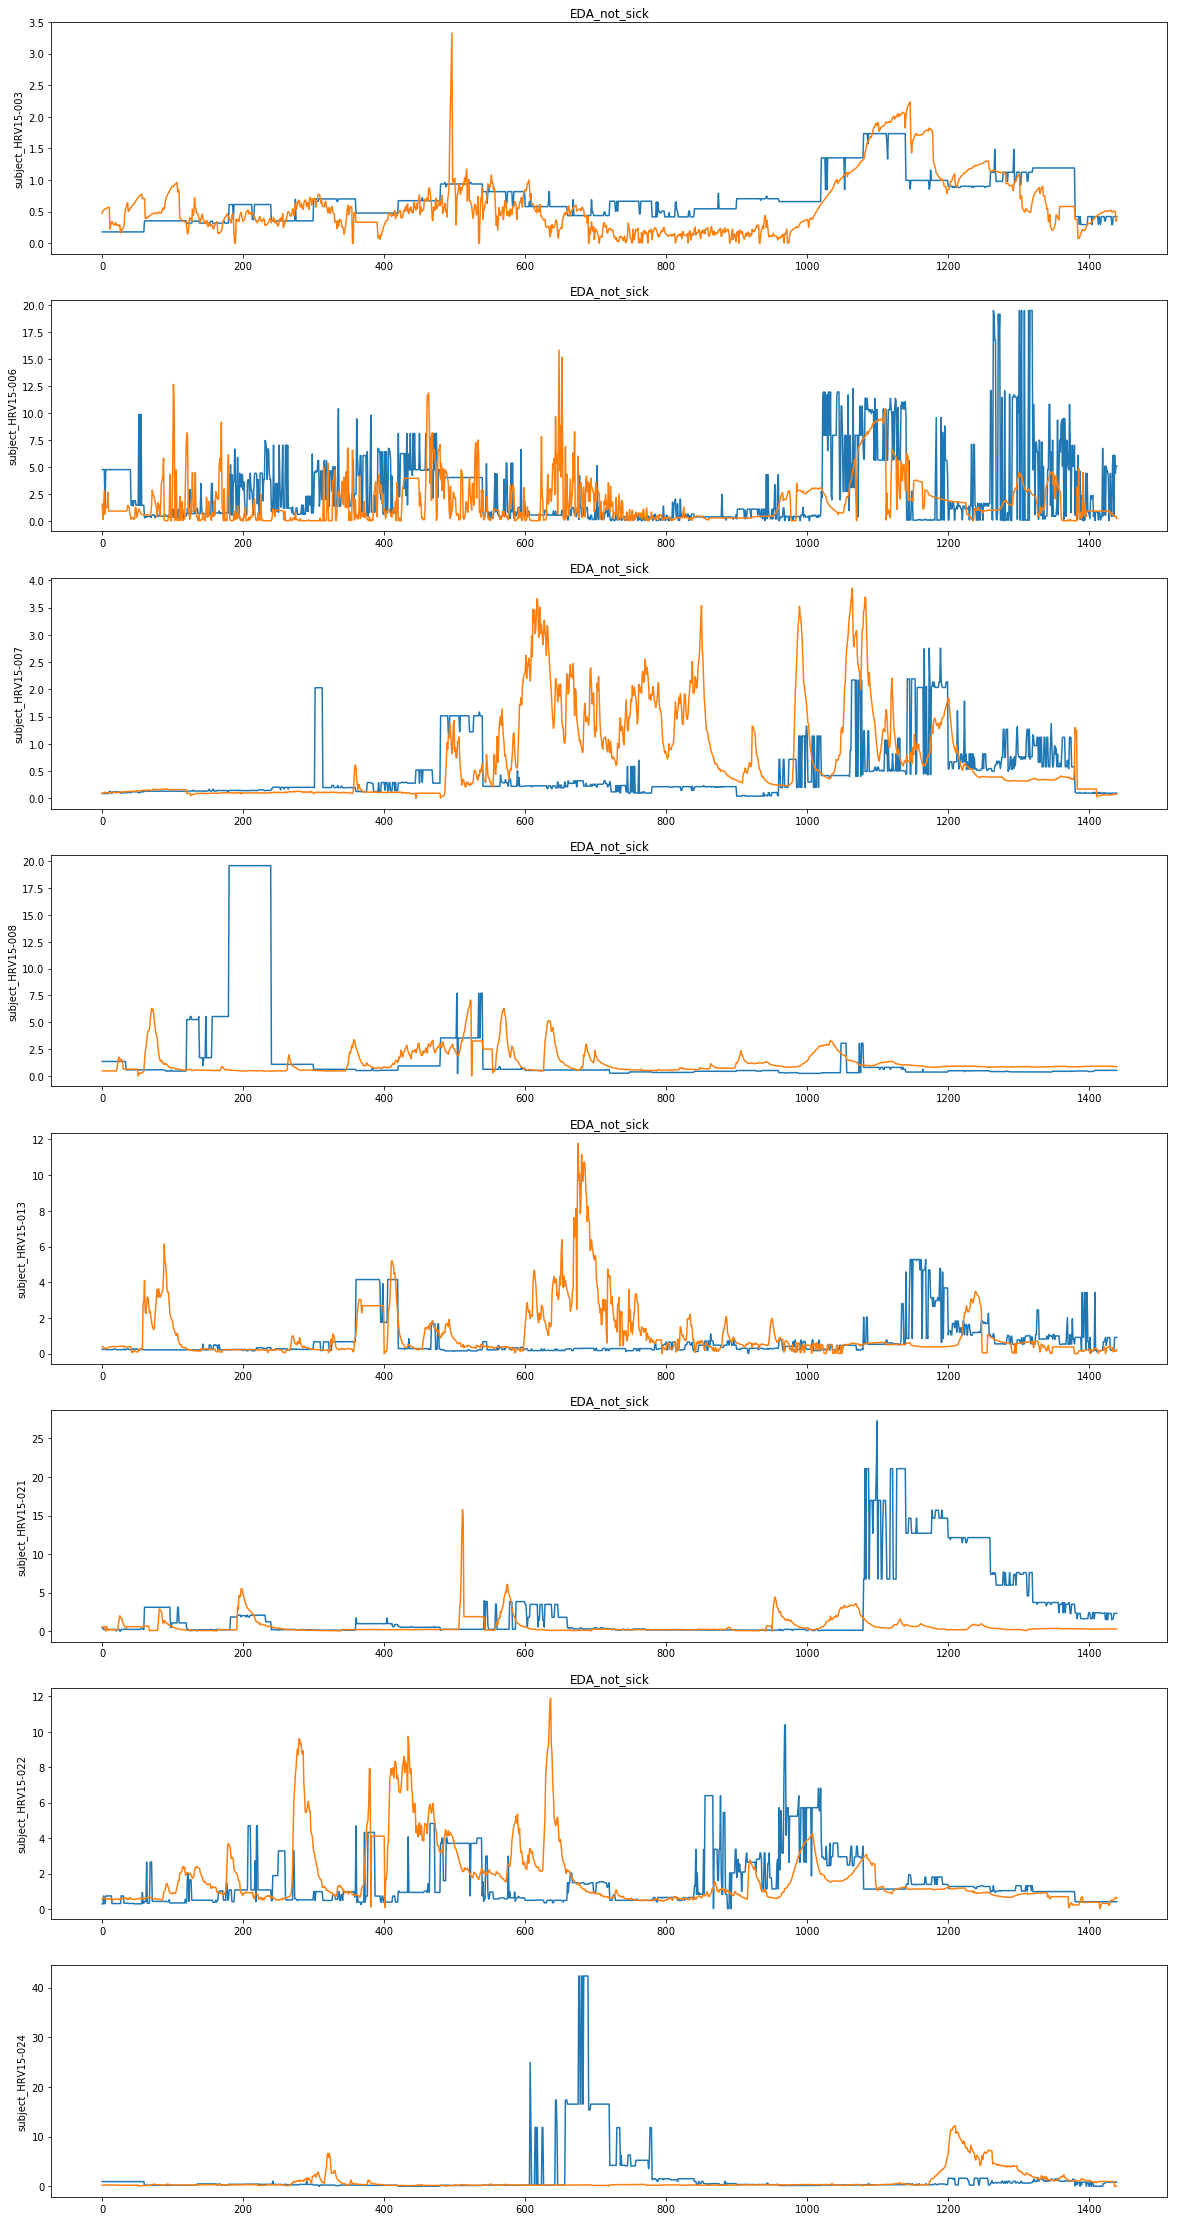 EDA_not_sick
3.5
3.0
2.5
2.0
1.5
1.0
0.5
0.0
subject_HRV15-003
0 200 400 600 800 1000 1200 1400
EDA_not_sick
20.0
17.5
15.0
12.5
10.0
7.5
5.0
2.5
0.0
subject_HRV15-006
0 200 400 600 800 1000 1200 1400
EDA_not_sick
4.0
3.5
3.0
2.5
2.0
1.5
1.0
0.5
0.0
subject_HRV15-007
0 200 400 600 800 1000 1200 1400
EDA_not_sick
20.0
17.5
15.0
12.5
10.0
7.5
5.0
2.5
0.0
subject_HRV15-008
0 200 400 600 800 1000 1200 1400
EDA_not_sick
12
10
8
6
4
2
0
subject_HRV15-013
0 200 400 600 800 1000 1200 1400
EDA_not_sick
25
20
15
10
5
0
subject_HRV15-021
0 200 400 600 800 1000 1200 1400
EDA_not_sick
12
10
8
6
4
2
0
subject_HRV15-022
0 200 400 600 800 1000 1200 1400
40
30
20
10
0
subject_HRV15-024
0 200 400 600 800 1000 1200 1400